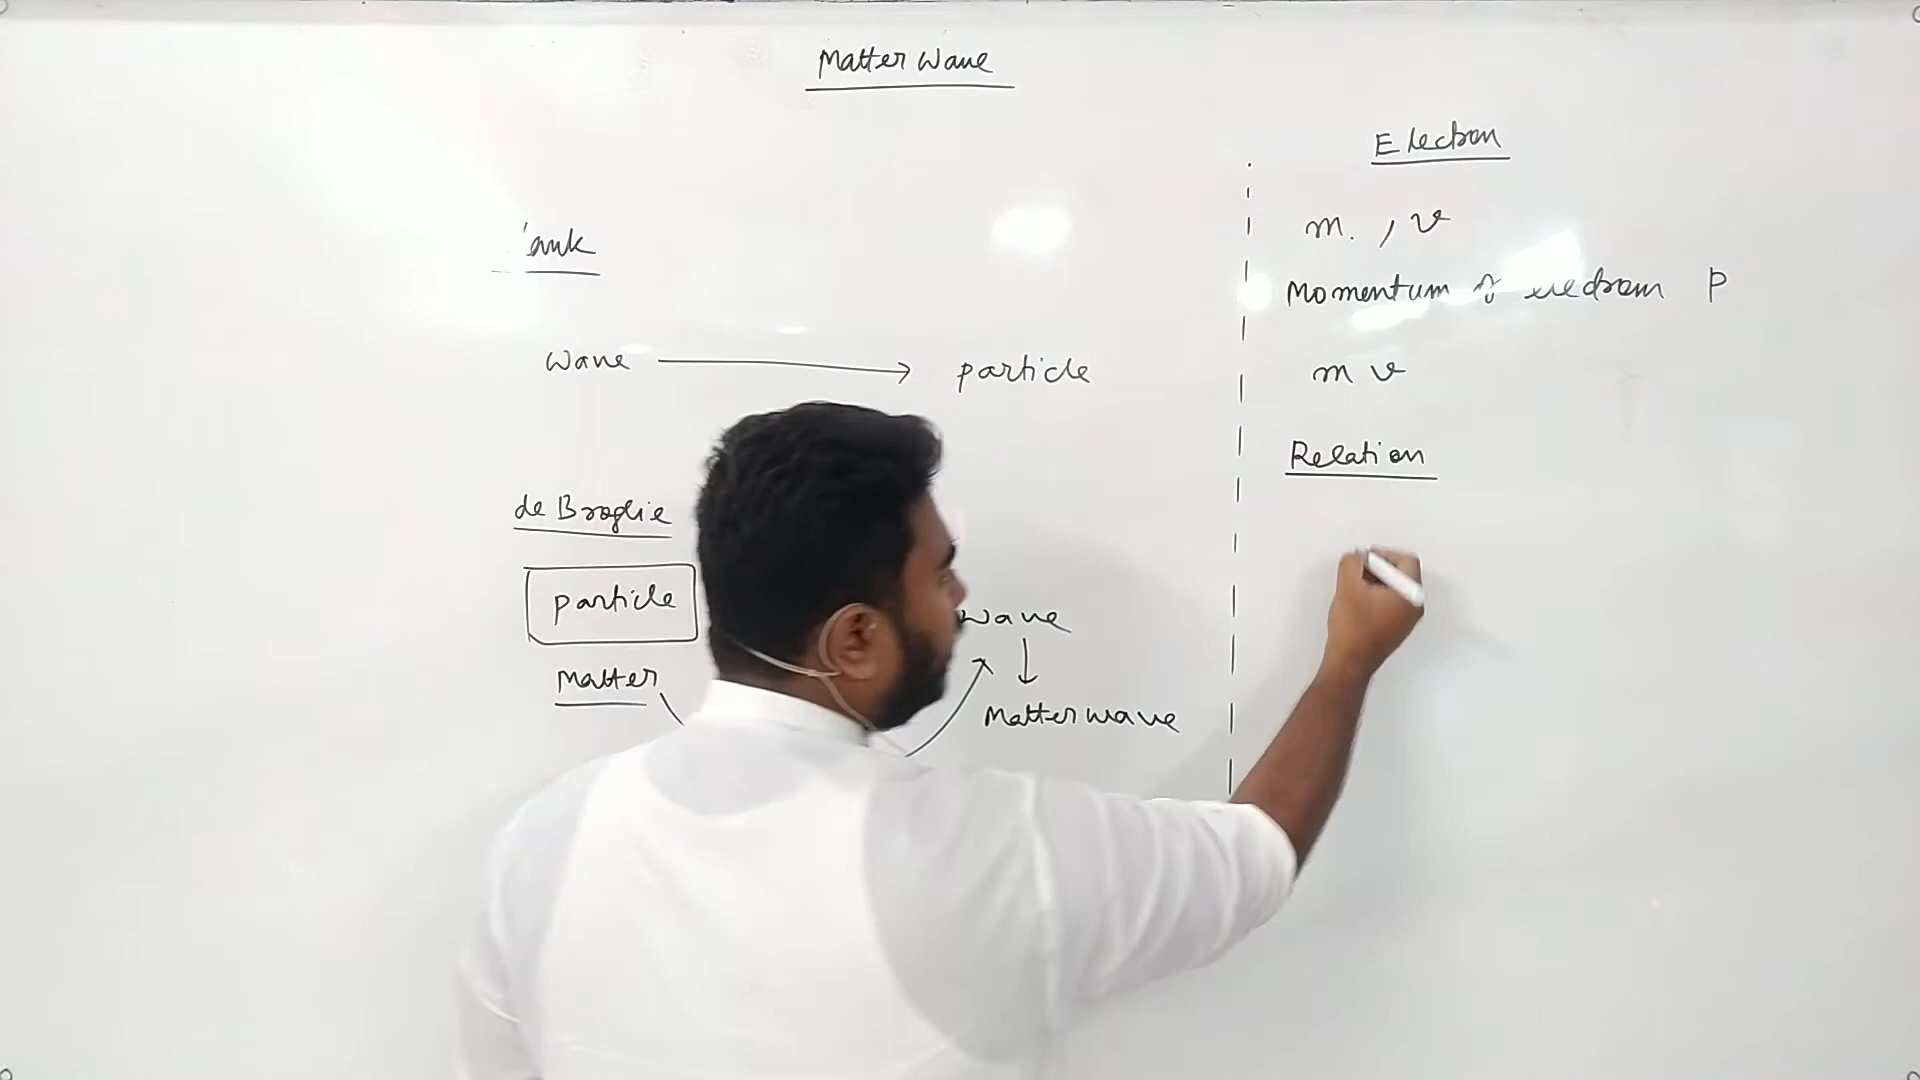 Matter Wave
wave particle
de Broglie
particle
wave
Matter
Matter wave
Electron
m. , v
Momentum of electron P
m v
Relation